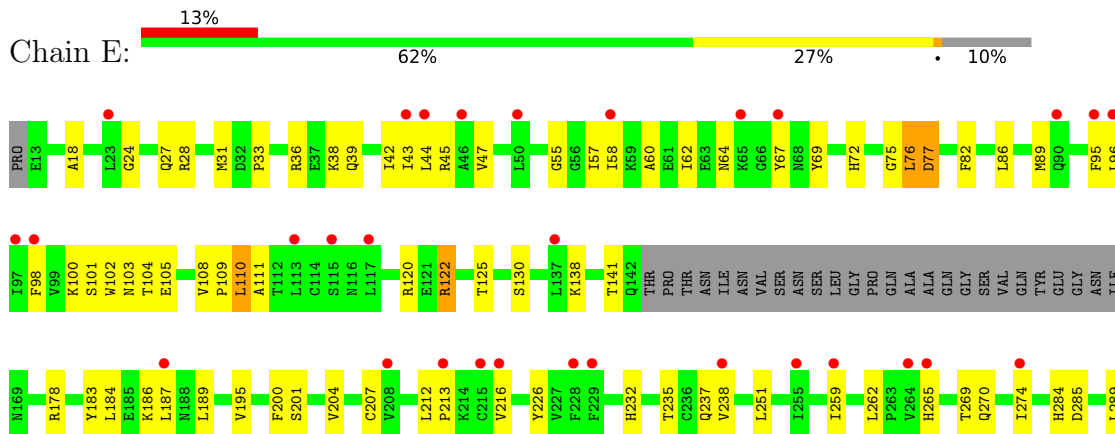 13%
Chain E:
62% 27% • 10%
PRO E13 A18 L23 G24 Q27 R28 M31 D32 P33 R36 E37 K38 Q39 I42 I43 L44 R45 A46 V47 L50 G55 G56 I57 I58 K59 A60 E61 I62 E63 N64 K65 G66 Y67 N68 Y69 H72 G75 L76 D77 F82 L86 M89 Q90 F95 L96
I97 F98 V99 K100 S101 W102 N103 T104 E105 V108 P109 L110 A111 T112 L113 C114 S115 N116 L117 R120 E121 R122 T125 S130 L137 K138 T141 Q142 THR PRO THR ASN ILE ASN VAL SER ASN SER LEU GLY PRO GLN ALA ALA GLN GLY SER VAL GLN TYR GLU GLY ASN ILE
N169 R178 Y183 L184 E185 K186 L187 N188 L189 V195 F200 S201 V204 C207 V208 L212 P213 K214 C215 V216 Y226 V227 F228 F229 H232 T235 C236 Q237 V238 L251 I255 I259 L262 P263 V264 H265 T269 Q270 I274 H284 D285